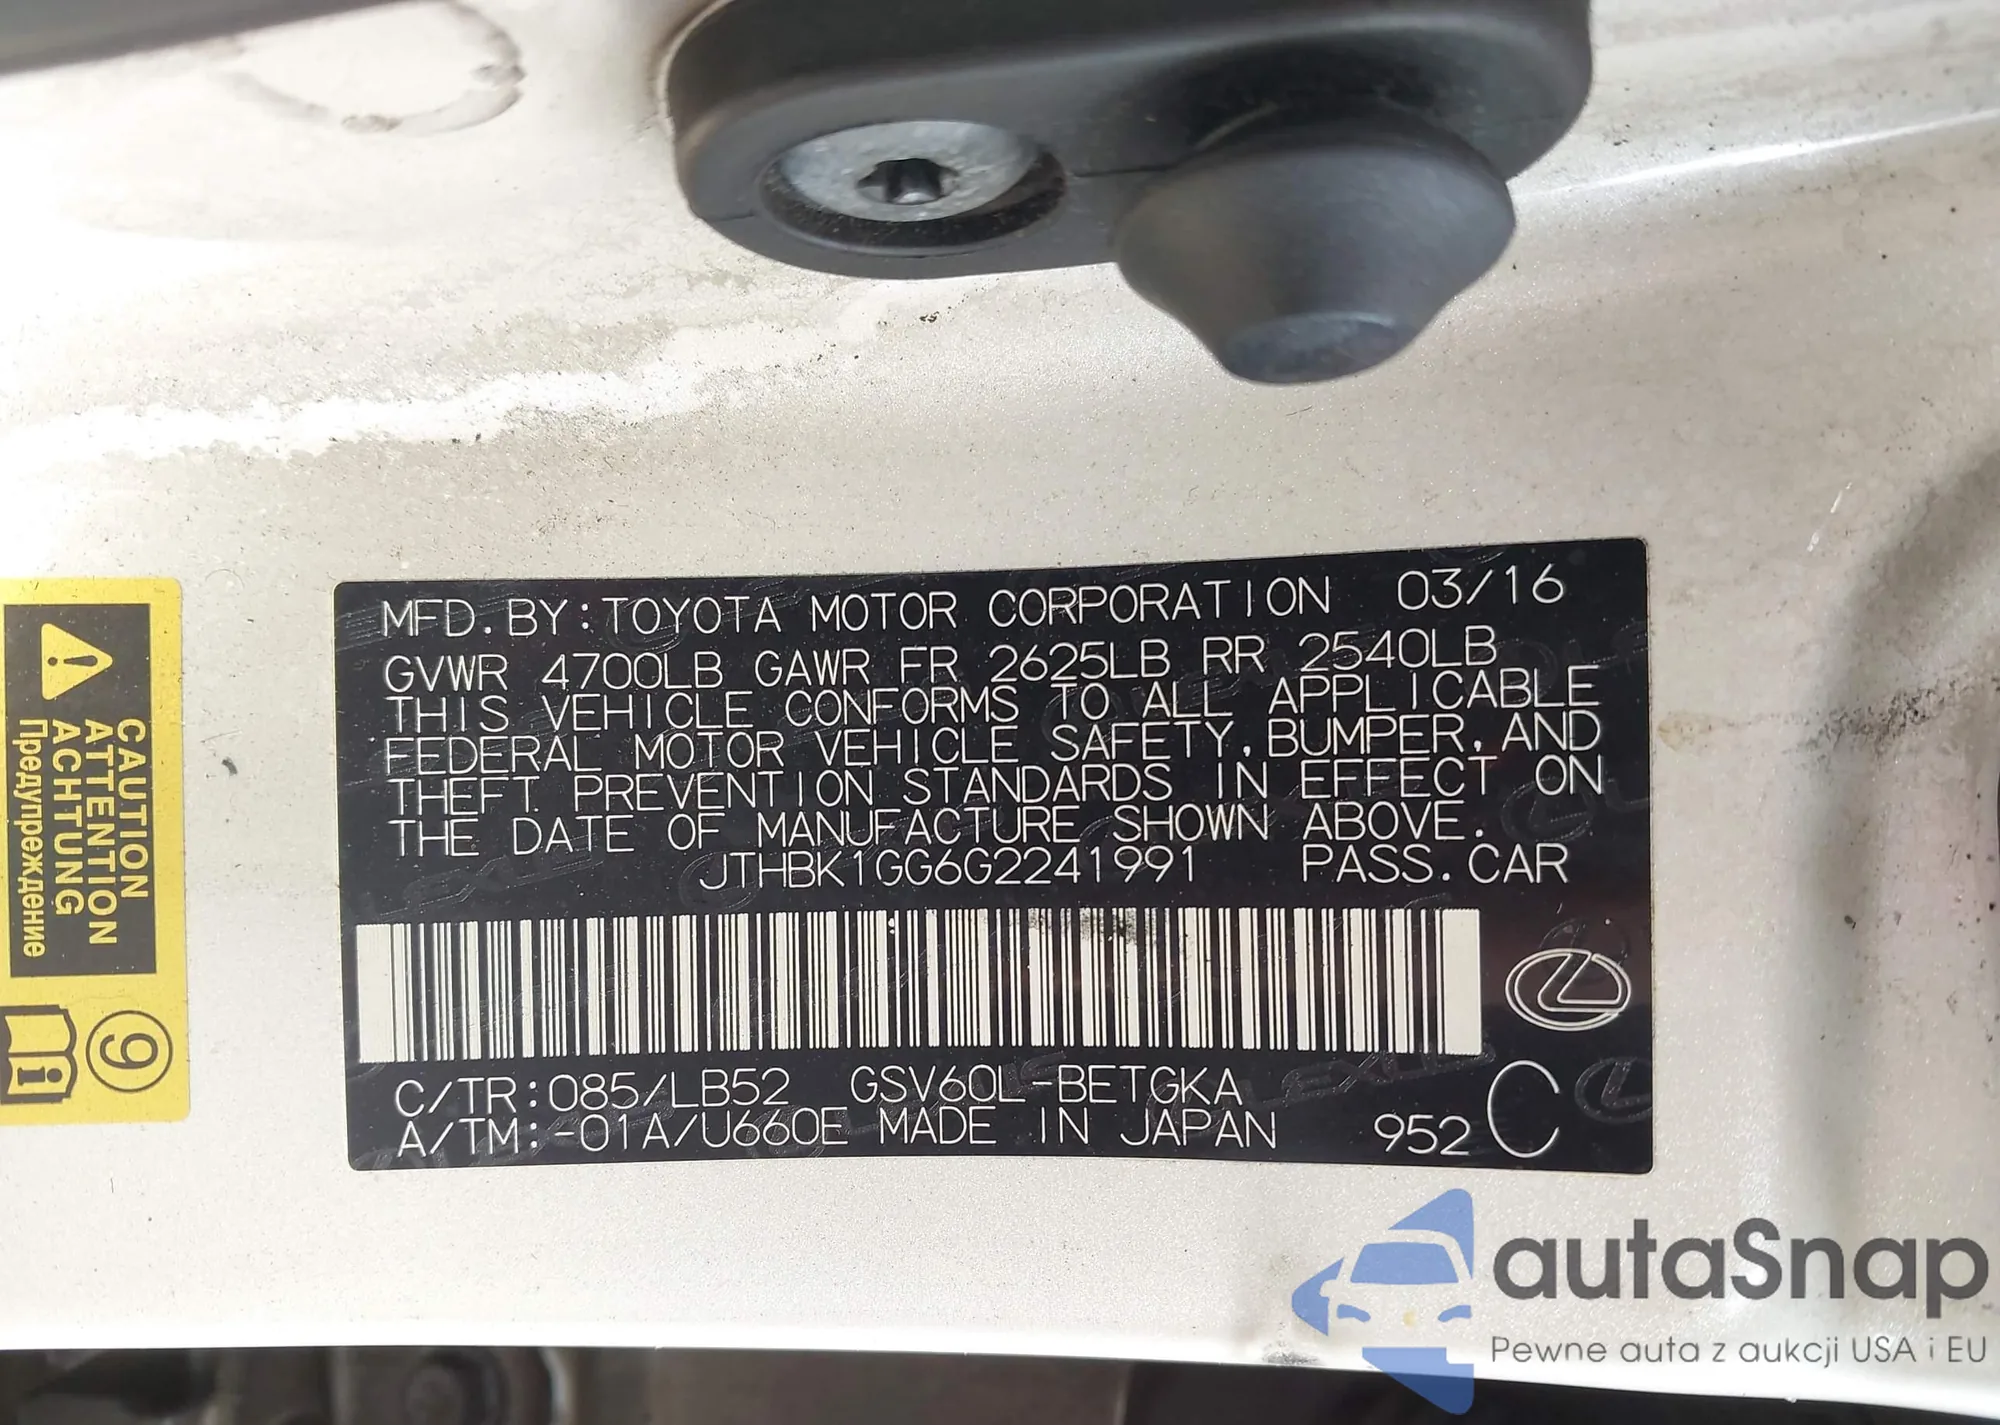 MFD. BY: TOYOTA MOTOR CORPORATION 03/16
GVWR 4700LB GAWR FR 2625LB RR 2540LB
THIS VEHICLE CONFORMS TO ALL APPLICABLE
FEDERAL MOTOR VEHICLE SAFETY, BUMPER, AND
THEFT PREVENTION STANDARDS IN EFFECT ON
THE DATE OF MANUFACTURE SHOWN ABOVE.
JTHBK1GG6G2241991 PASS. CAR
C/TR: 085/LB52 GSV60L-BETGKA
A/TM: -01A/U660E MADE IN JAPAN 952 C
CAUTION
ATTENTION
ACHTUNG
Предупреждение
9
autaSnap
Pewne auta z aukcji USA i EU